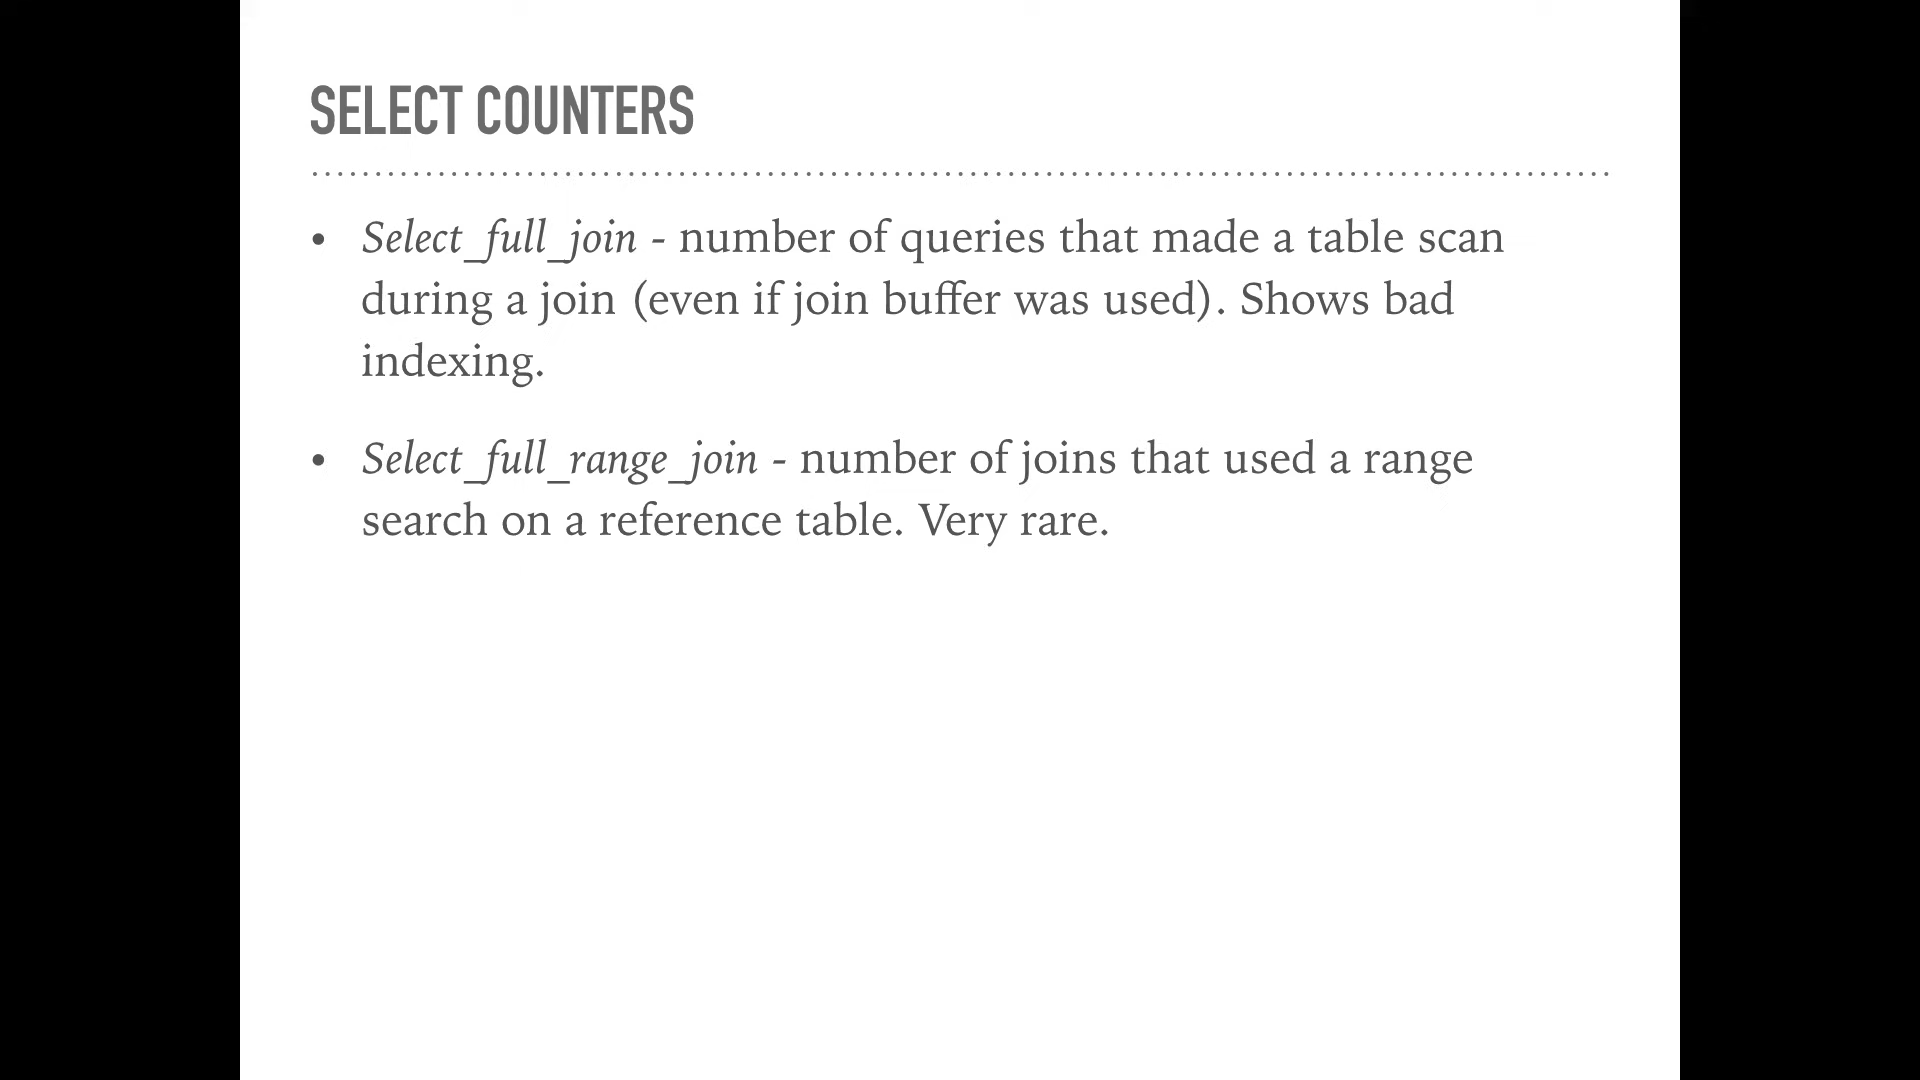 SELECT COUNTERS
• Select_full_join - number of queries that made a table scan
during a join (even if join buffer was used). Shows bad
indexing.
• Select_full_range_join - number of joins that used a range
search on a reference table. Very rare.